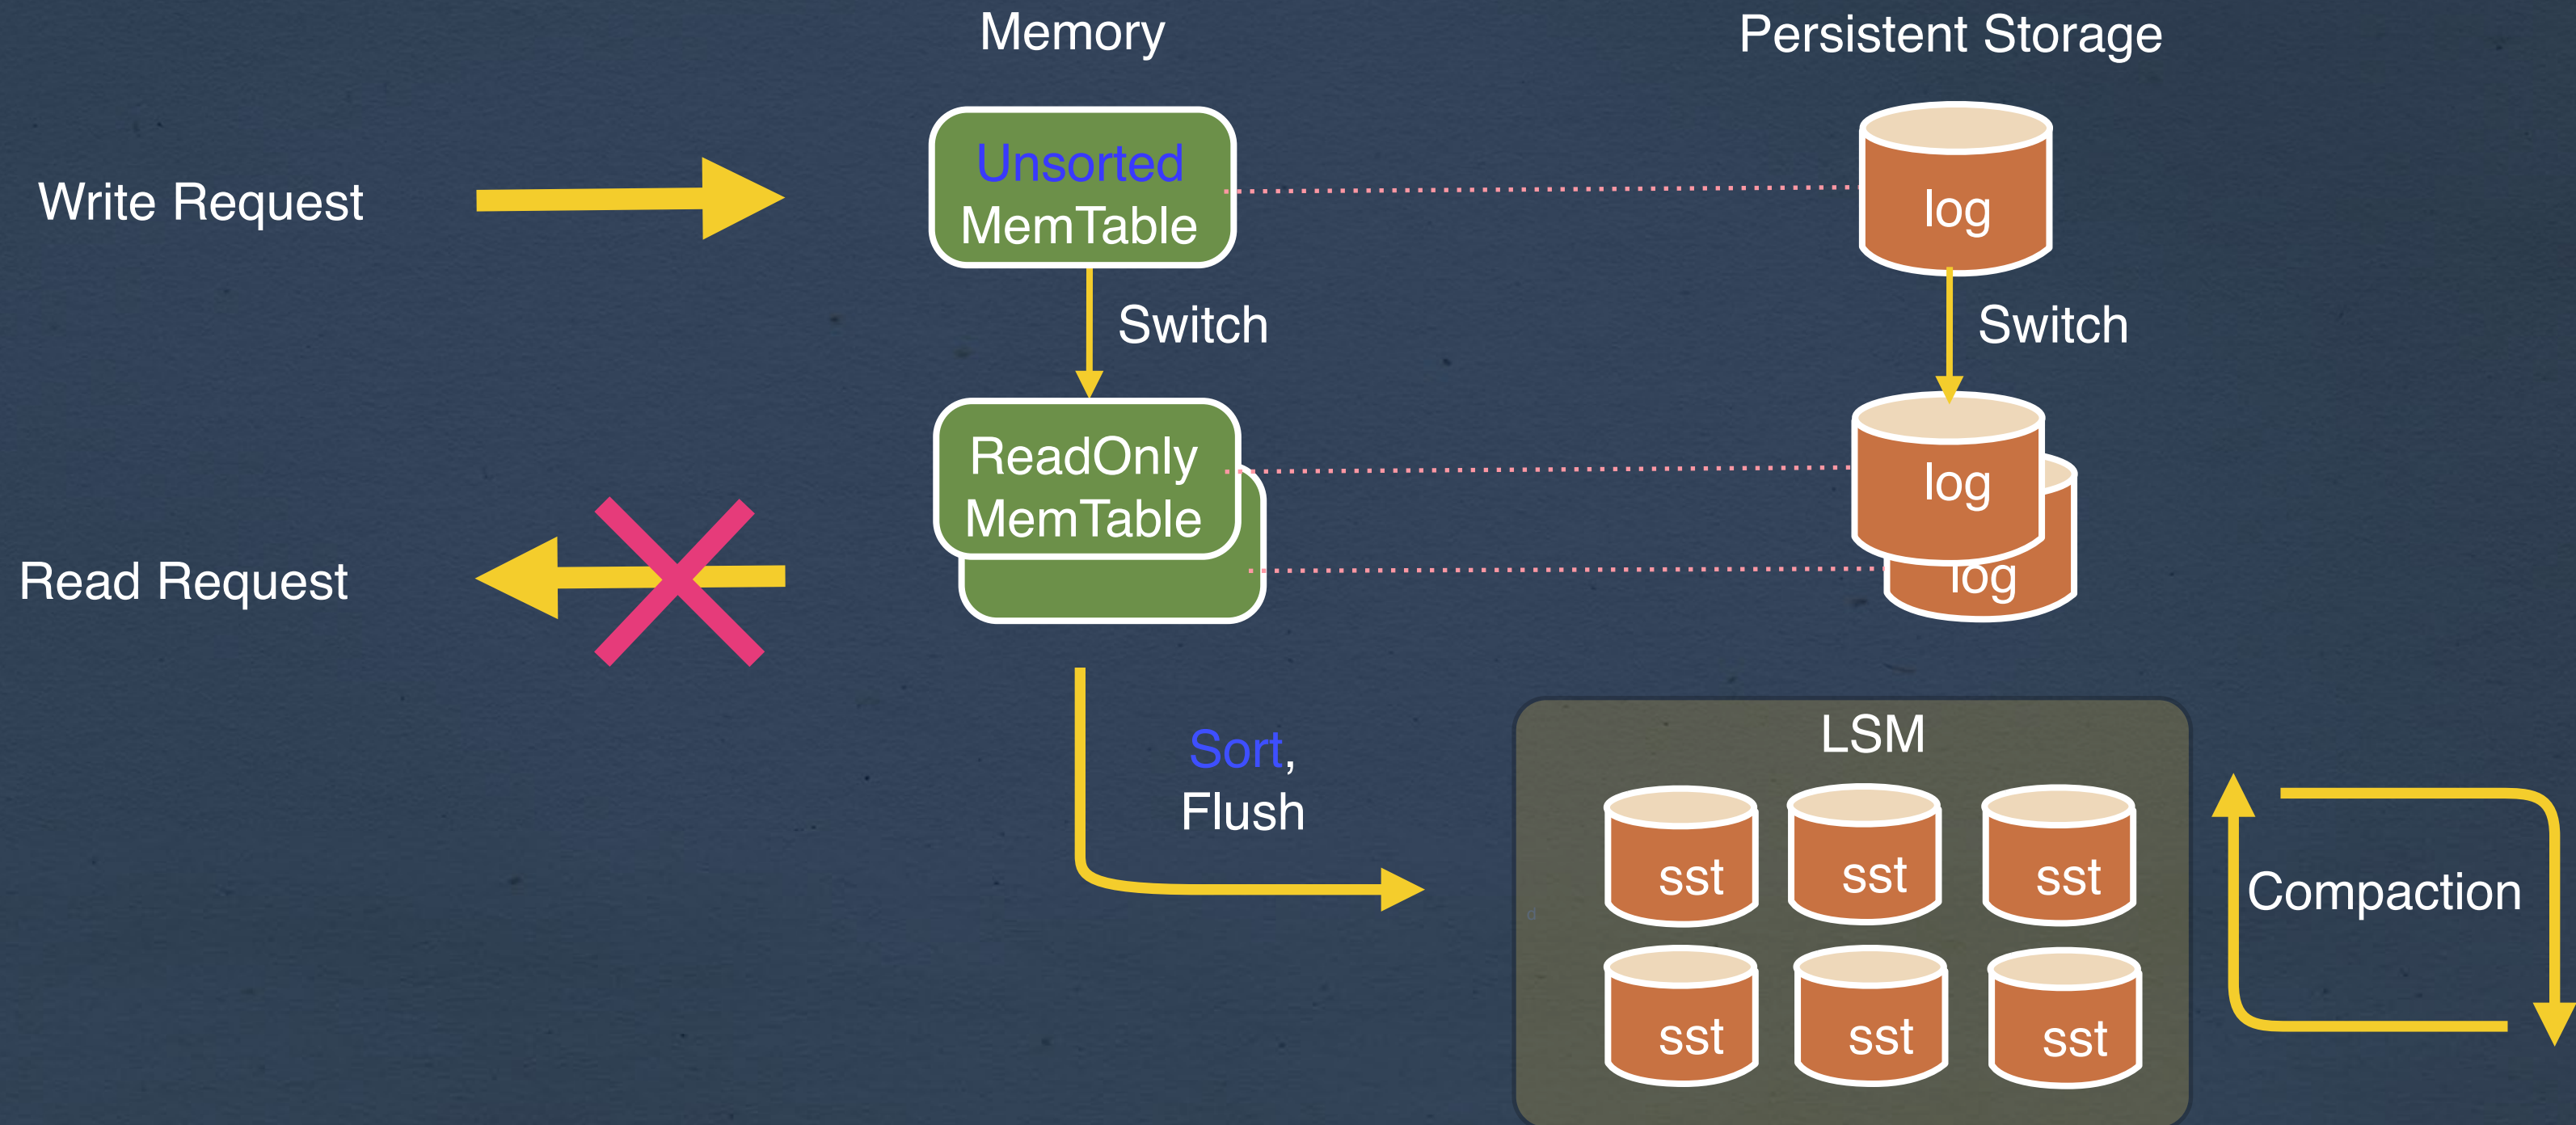 Memory
Persistent Storage
Write Request
Unsorted
MemTable
log
Switch
Switch
ReadOnly
MemTable
log
log
Read Request
Sort,
Flush
LSM
sst
sst
sst
Compaction
d
sst
sst
sst